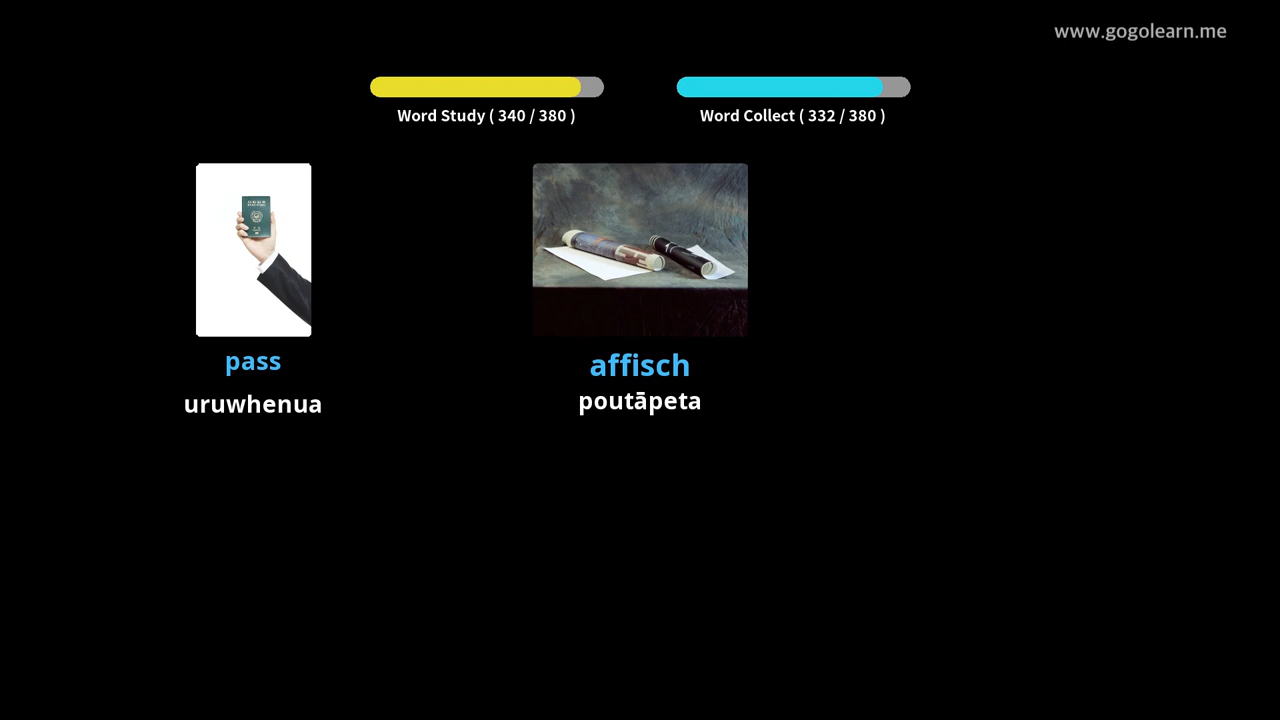 www.gogolearn.me
Word Study ( 340 / 380 )
Word Collect ( 332 / 380 )
pass
uruwhenua
affisch
poutāpeta